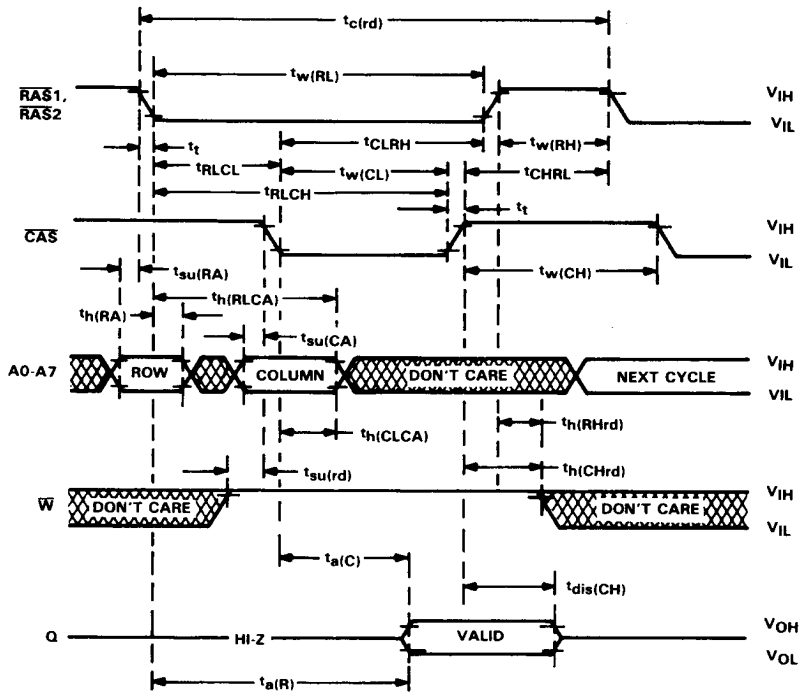 tc(rd)
tw(RL)
RAS1,
RAS2
VIH
VIL
tt
tCLRH
tw(RH)
tRLCL
tw(CL)
tCHRL
tRLCH
tt
CAS
VIH
VIL
tsu(RA)
tw(CH)
th(RLCA)
th(RA)
tsu(CA)
A0-A7
ROW
COLUMN
DON'T CARE
NEXT CYCLE
VIH
VIL
th(RHrd)
th(CLCA)
tsu(rd)
th(CHrd)
W
DON'T CARE
DON'T CARE
VIH
VIL
ta(C)
tdis(CH)
Q
HI-Z
VALID
VOH
VOL
ta(R)